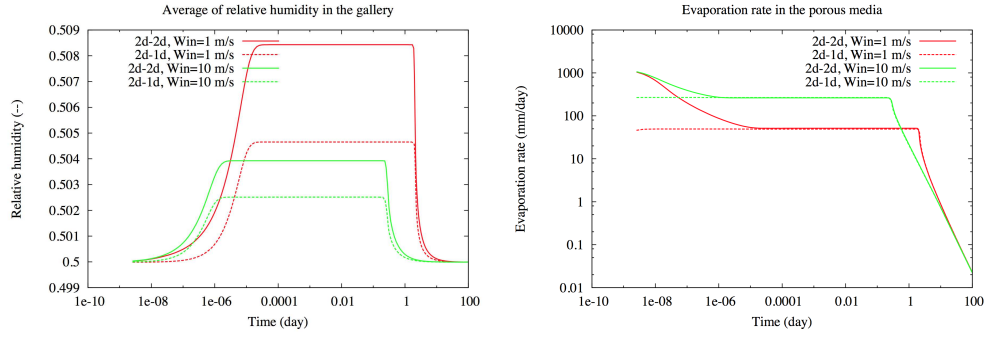 Average of relative humidity in the gallery
0.509
0.508
0.507
0.506
0.505
0.504
0.503
0.502
0.501
0.5
0.499
Relative humidity (--)
2d-2d, Win=1 m/s
2d-1d, Win=1 m/s
2d-2d, Win=10 m/s
2d-1d, Win=10 m/s
1e-10 1e-08 1e-06 0.0001 0.01 1 100
Time (day)
Evaporation rate in the porous media
1000
100
10
1
0.1
0.01
Evaporation rate (mm/day)
2d-2d, Win=1 m/s
2d-1d, Win=1 m/s
2d-2d, Win=10 m/s
2d-1d, Win=10 m/s
1e-10 1e-08 1e-06 0.0001 0.01 1 100
Time (day)